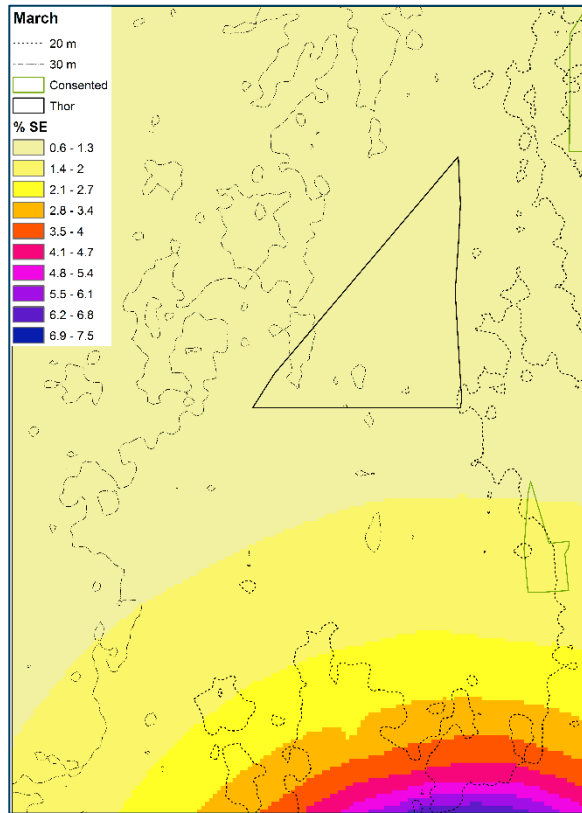 March
20 m
30 m
Consented
Thor
% SE
0.6 - 1.3
1.4 - 2
2.1 - 2.7
2.8 - 3.4
3.5 - 4
4.1 - 4.7
4.8 - 5.4
5.5 - 6.1
6.2 - 6.8
6.9 - 7.5